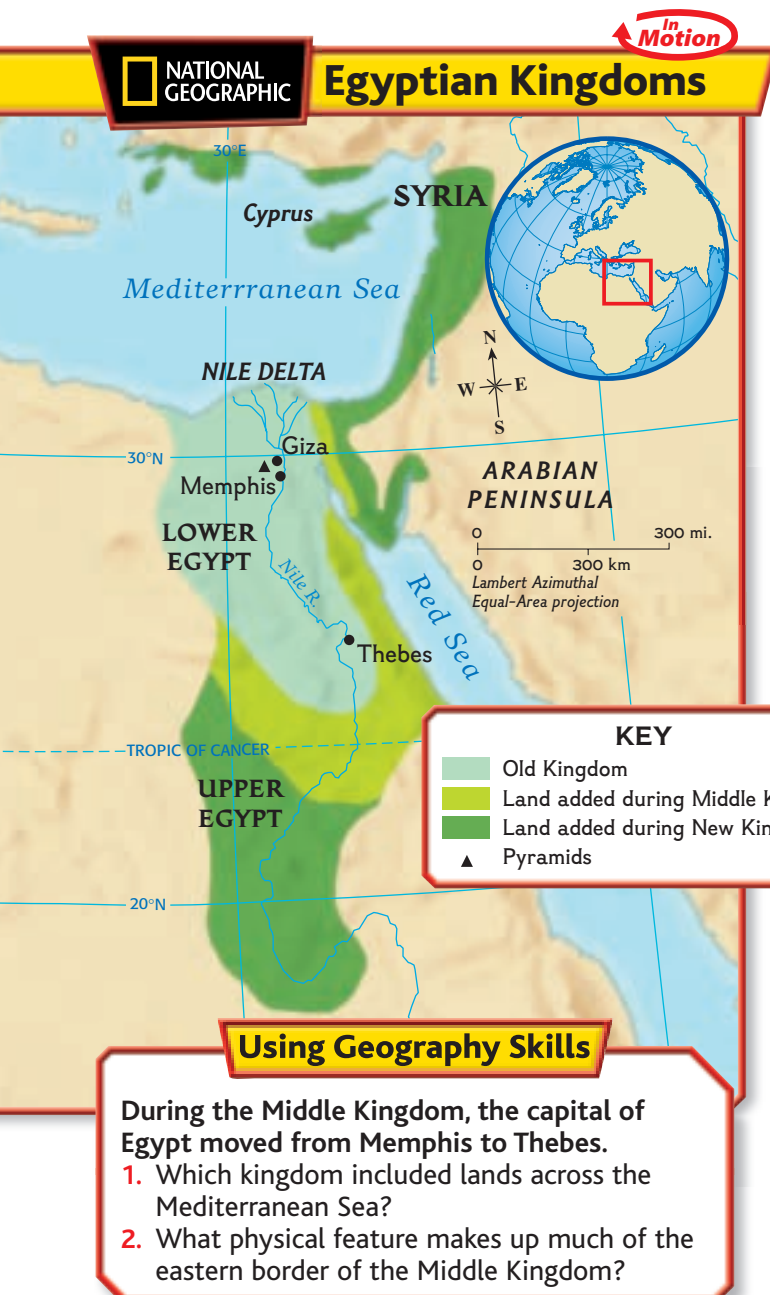 In
Motion
NATIONAL
GEOGRAPHIC
Egyptian Kingdoms
30°E
SYRIA
Cyprus
Mediterrranean Sea
NILE DELTA
N
W E
S
30°N
Giza
Memphis
ARABIAN
PENINSULA
LOWER
EGYPT
0 300 mi.
0 300 km
Lambert Azimuthal
Equal-Area projection
Nile R.
Red Sea
Thebes
TROPIC OF CANCER
UPPER
EGYPT
20°N
KEY
Old Kingdom
Land added during Middle K
Land added during New Kin
Pyramids
Using Geography Skills
During the Middle Kingdom, the capital of
Egypt moved from Memphis to Thebes.
1. Which kingdom included lands across the
Mediterranean Sea?
2. What physical feature makes up much of the
eastern border of the Middle Kingdom?